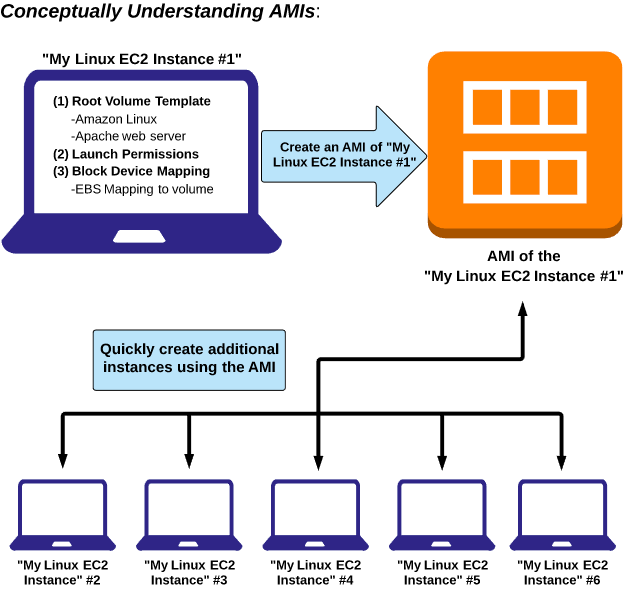 Conceptually Understanding AMIs:
"My Linux EC2 Instance #1"
(1) Root Volume Template
-Amazon Linux
-Apache web server
(2) Launch Permissions
(3) Block Device Mapping
-EBS Mapping to volume
Create an AMI of "My
Linux EC2 Instance #1"
AMI of the
"My Linux EC2 Instance #1"
Quickly create additional
instances using the AMI
"My Linux EC2
Instance" #2
"My Linux EC2
Instance" #3
"My Linux EC2
Instance" #4
"My Linux EC2
Instance" #5
"My Linux EC2
Instance" #6